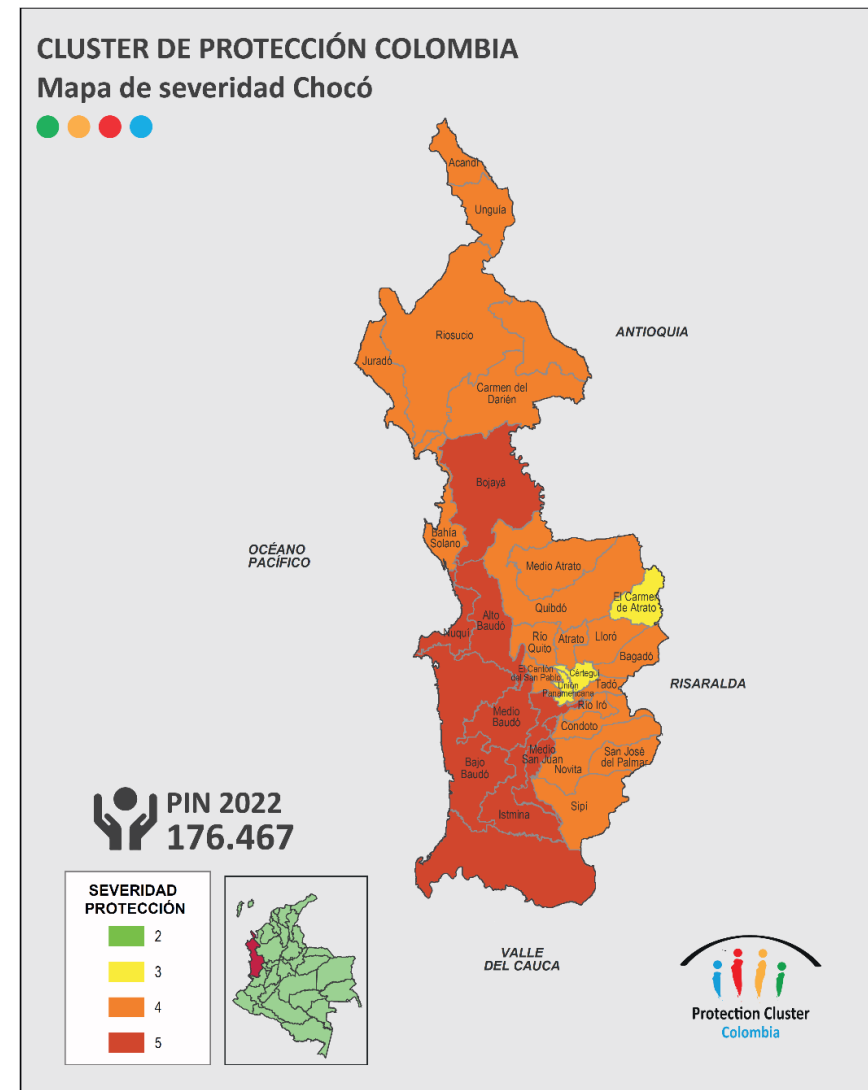 CLUSTER DE PROTECCIÓN COLOMBIA
Mapa de severidad Chocó
Acandí
Ungula
ANTIOQUIA
Riosucio
Juradó
Carmen del
Darién
Bojayá
Bahía
Solano
OCÉANO
PACÍFICO
Medio Atrato
El Carmen
de Atrato
Quibdó
Alto
Baudó
Nuquí
Río
Quito
Atrato
Lloró
Bagadó
El Cantón
del San Pablo
Cértegui
Unión
Panamericana
Tadó
RISARALDA
Río Iró
Medio
Baudó
Condoto
Medio
San Juan
San José
del Palmar
Bajo
Baudó
Novita
Sipí
Istmina
PIN 2022
176.467
SEVERIDAD
PROTECCIÓN
2
3
4
5
VALLE
DEL CAUCA
Protection Cluster
Colombia